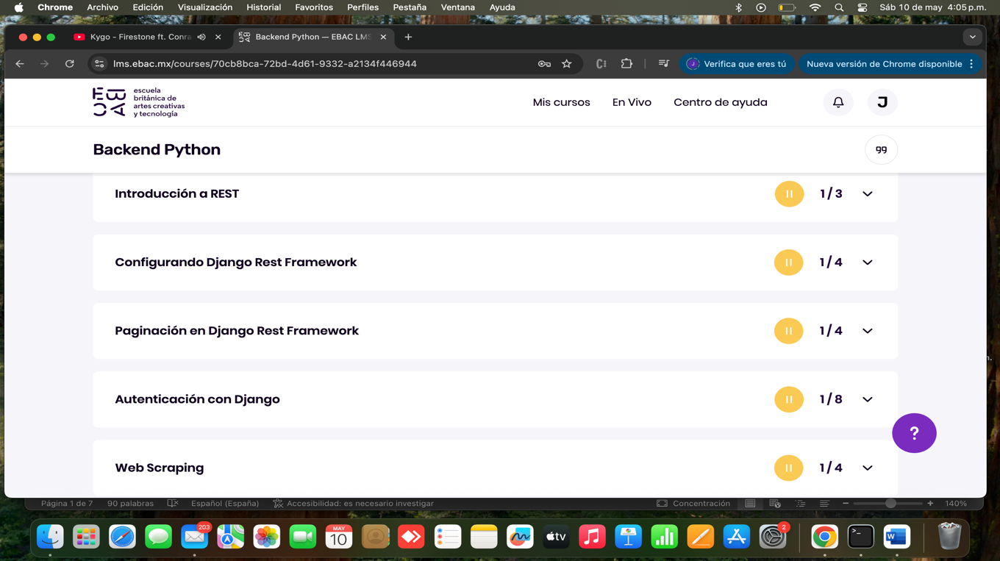 Chrome Archivo Edición Visualización Historial Favoritos Perfiles Pestaña Ventana Ayuda Sáb 10 de may 4:05 p.m.
Kygo - Firestone ft. Conra Backend Python — EBAC LMS
lms.ebac.mx/courses/70cb8bca-72bd-4d61-9332-a2134f446944 J Verifica que eres tú Nueva versión de Chrome disponible
EBAC
escuela
británica de
artes creativas
y tecnología
Mis cursos En Vivo Centro de ayuda J
Backend Python
Introducción a REST 1 / 3
Configurando Django Rest Framework 1 / 4
Paginación en Django Rest Framework 1 / 4
Autenticación con Django 1 / 8
?
Web Scraping 1 / 4
Página 1 de 7 90 palabras Español (España) Accesibilidad: es necesario investigar Concentración 140%
203 MAY 10 tv 2 W